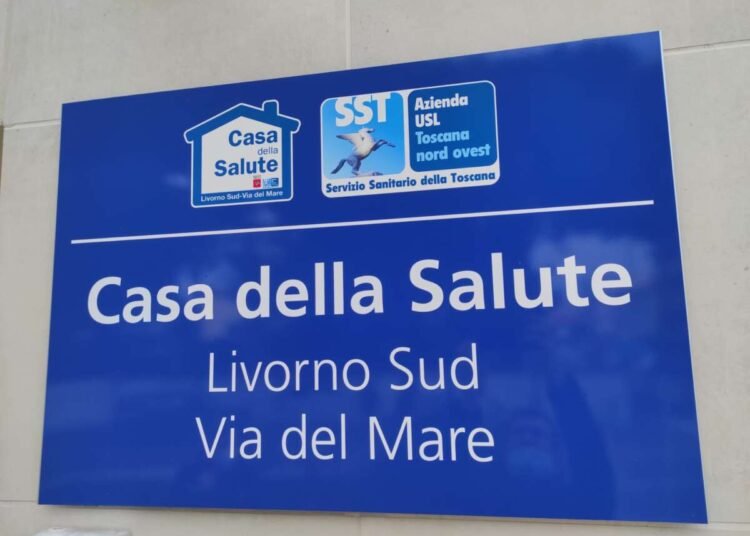 Casa
della
Salute
Livorno Sud-Via del Mare
SST
Azienda
USL
Toscana
nord ovest
Servizio Sanitario della Toscana
Casa della Salute
Livorno Sud
Via del Mare